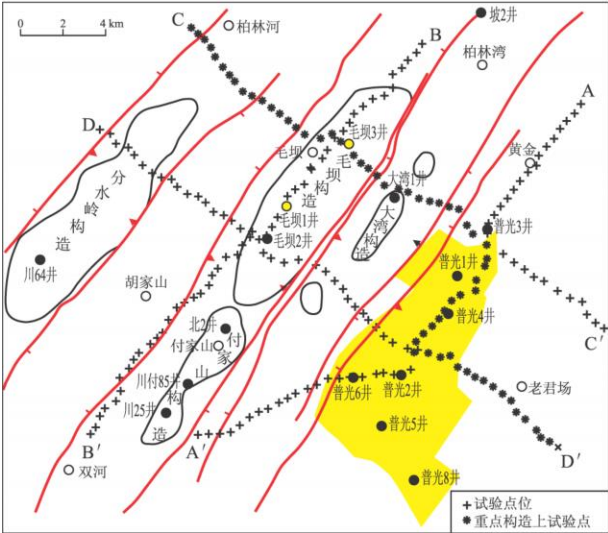 0 2 4 km
C
柏林河
坡2井
B
柏林湾
A
D
毛坝3井
毛坝
黄金
分水岭构造
毛坝构造
大湾1井
毛坝1井
大湾构造
毛坝2井
普光3井
川64井
普光1井
胡家山
普光4井
北2井
付家山
付家山构造
C′
川付85井
普光6井
普光2井
老君场
川25井
普光5井
B′
A′
D′
双河
普光8井
+试验点位
✱重点构造上试验点